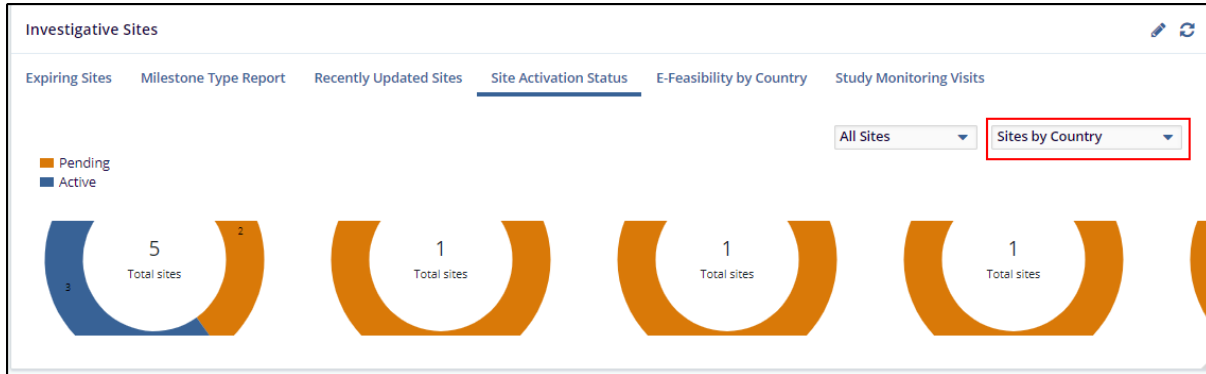 Investigative Sites
Expiring Sites Milestone Type Report Recently Updated Sites Site Activation Status E-Feasibility by Country Study Monitoring Visits
All Sites Sites by Country
Pending
Active
2
5 1 1 1
Total sites Total sites Total sites Total sites
3